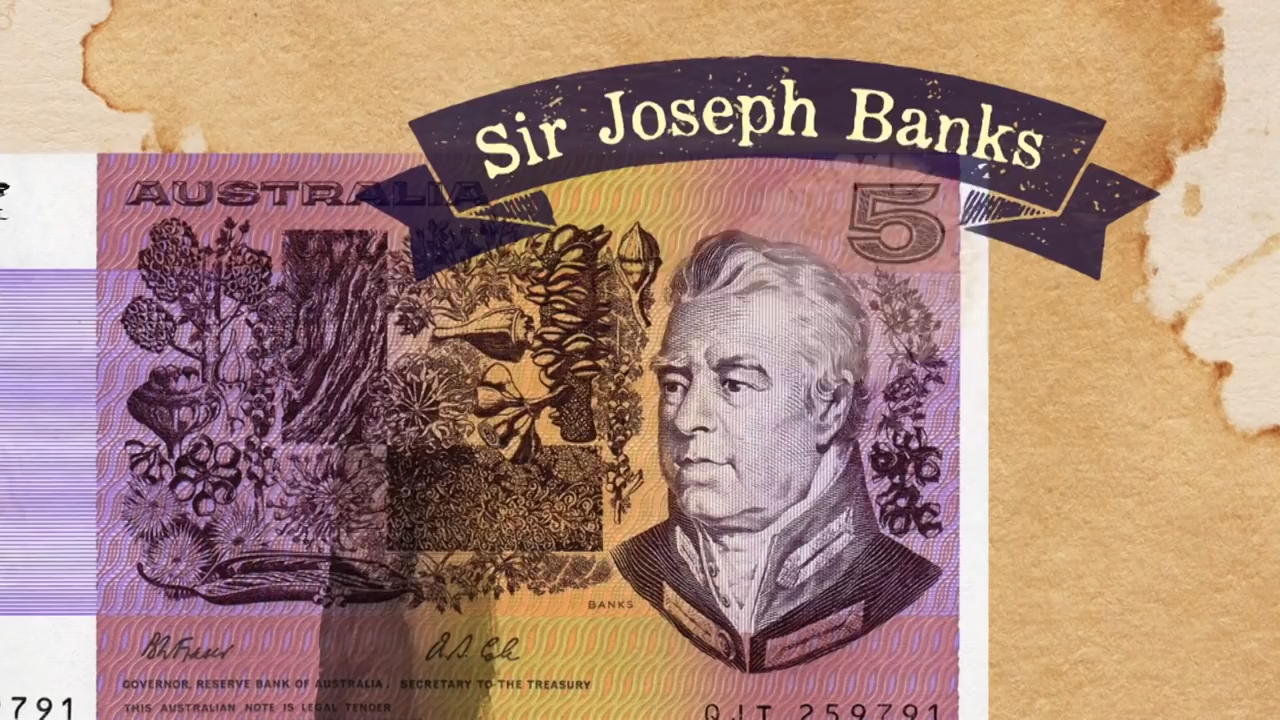 Sir Joseph Banks
AUSTRALIA
5
BANKS
GOVERNOR, RESERVE BANK OF AUSTRALIA. SECRETARY TO THE TREASURY
THIS AUSTRALIAN NOTE IS LEGAL TENDER
791
QJT 259791